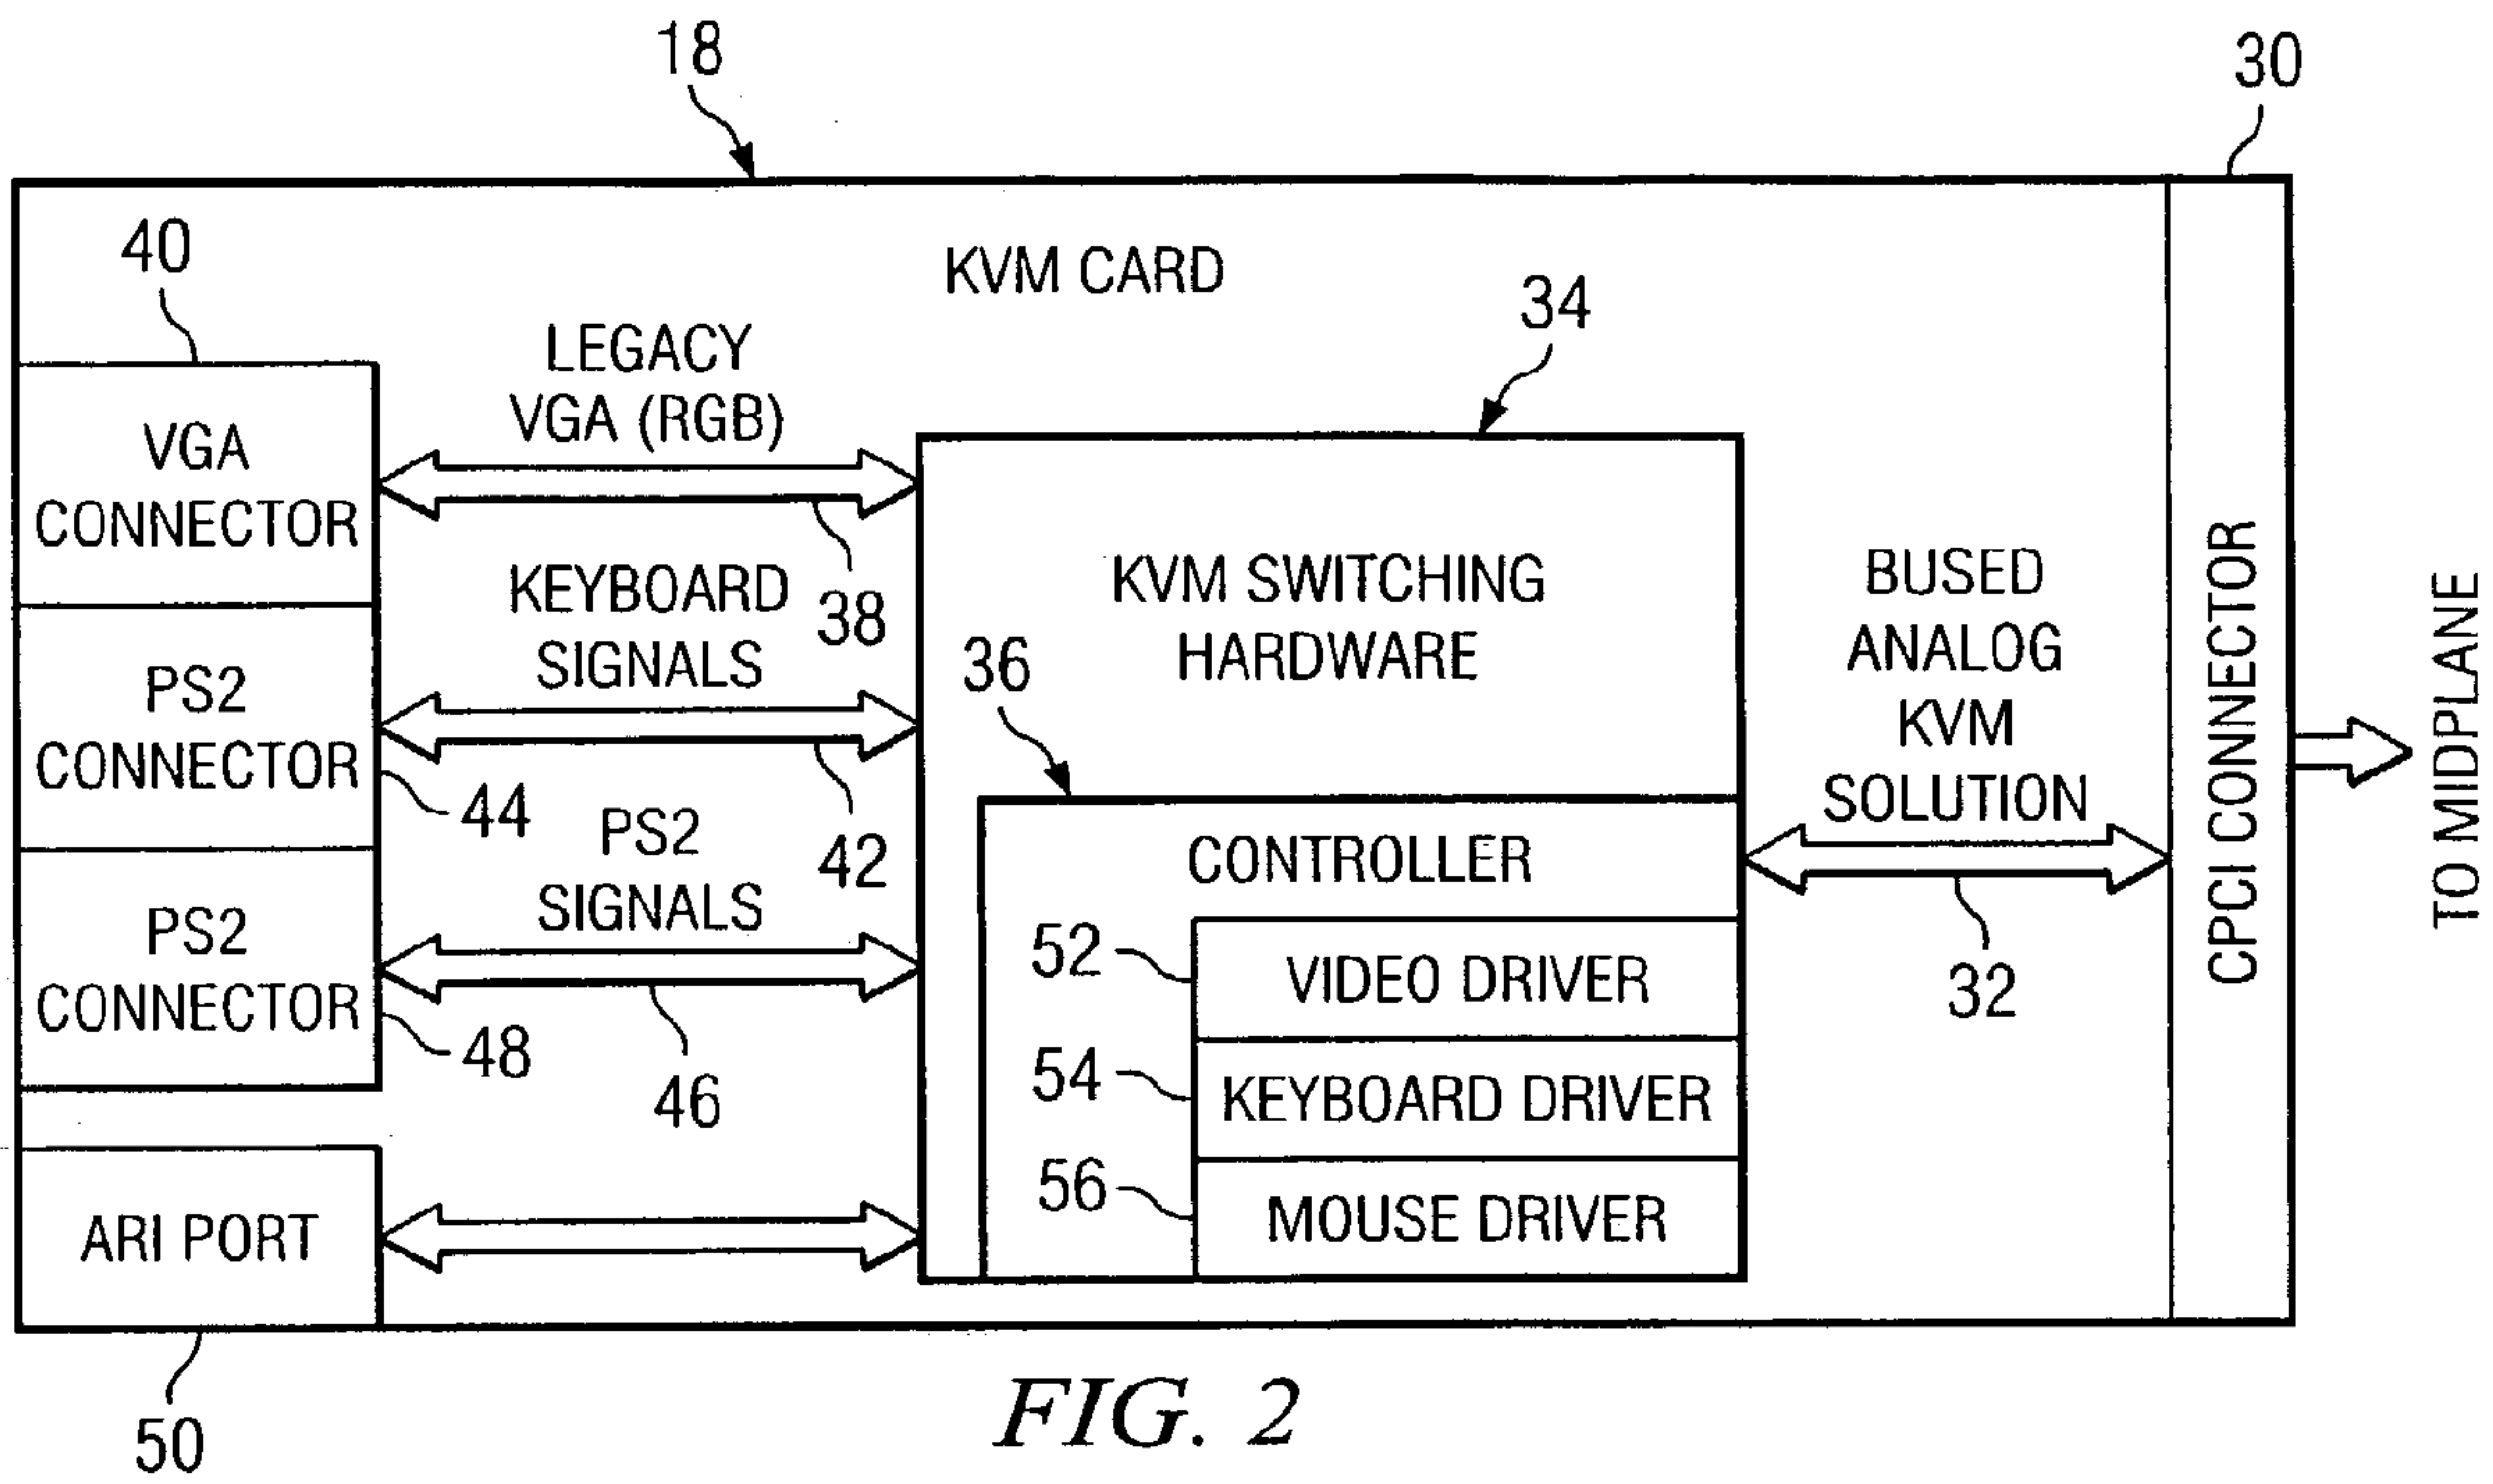 18
30
KVM CARD
40
34
LEGACY
VGA (RGB)
VGA
CONNECTOR
38
KEYBOARD
SIGNALS
PS2
CONNECTOR
44
42
PS2
SIGNALS
PS2
CONNECTOR
48
46
ARI PORT
50
KVM SWITCHING
HARDWARE
36
CONTROLLER
52
VIDEO DRIVER
54
KEYBOARD DRIVER
56
MOUSE DRIVER
BUSED
ANALOG
KVM
SOLUTION
32
CPCI CONNECTOR
TO MIDPLANE
FIG. 2